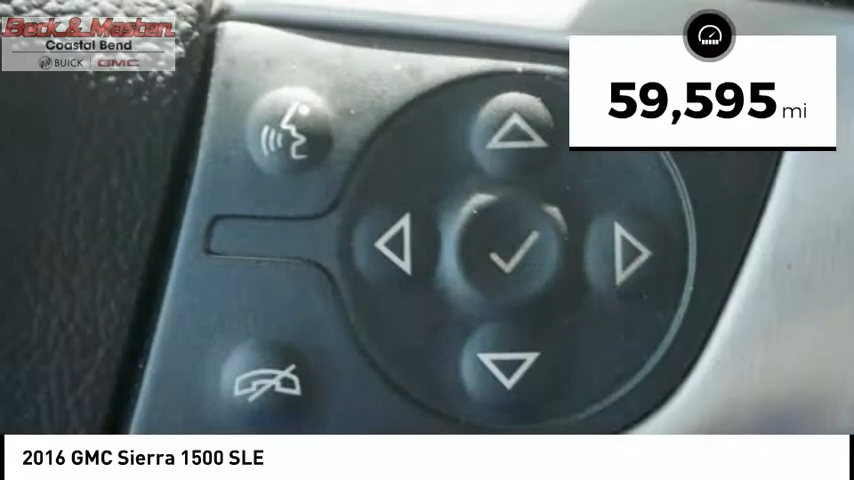 Beck & Masten
Coastal Bend
BUICK GMC
59,595 mi
2016 GMC Sierra 1500 SLE